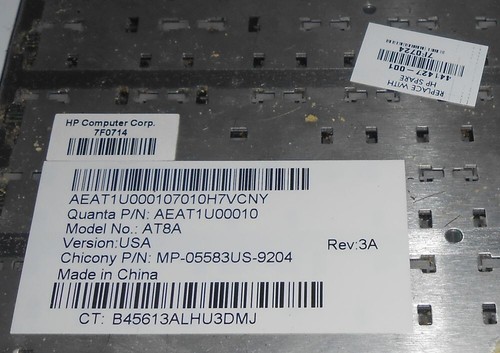 HP Computer Corp.
7F0714
REPLACE WITH
HP SPARE
441427-001
7F0724
AEAT1U000107010H7VCNY
Quanta P/N: AEAT1U00010
Model No.: AT8A
Version:USA
Rev:3A
Chicony P/N: MP-05583US-9204
Made in China
CT: B45613ALHU3DMJ